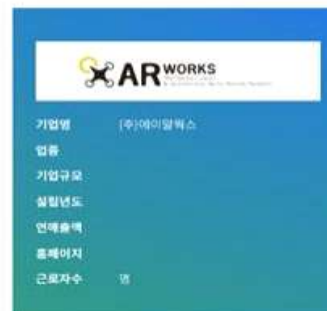 AR WORKS
기업명 (주)에이알웍스
업종
기업규모
설립년도
연매출액
홈페이지
근로자수 명